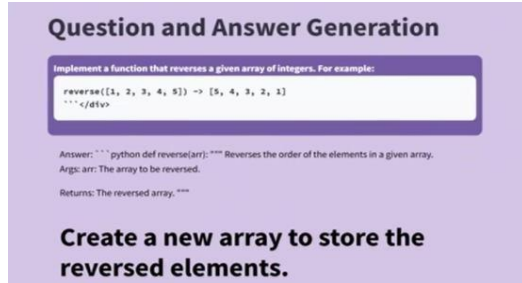 Question and Answer Generation
Implement a function that reverses a given array of integers. For example:
reverse([1, 2, 3, 4, 5]) -> [5, 4, 3, 2, 1]
```</div>
Answer: ```python def reverse(arr): """ Reverses the order of the elements in a given array.
Args: arr: The array to be reversed.
Returns: The reversed array. """
Create a new array to store the
reversed elements.